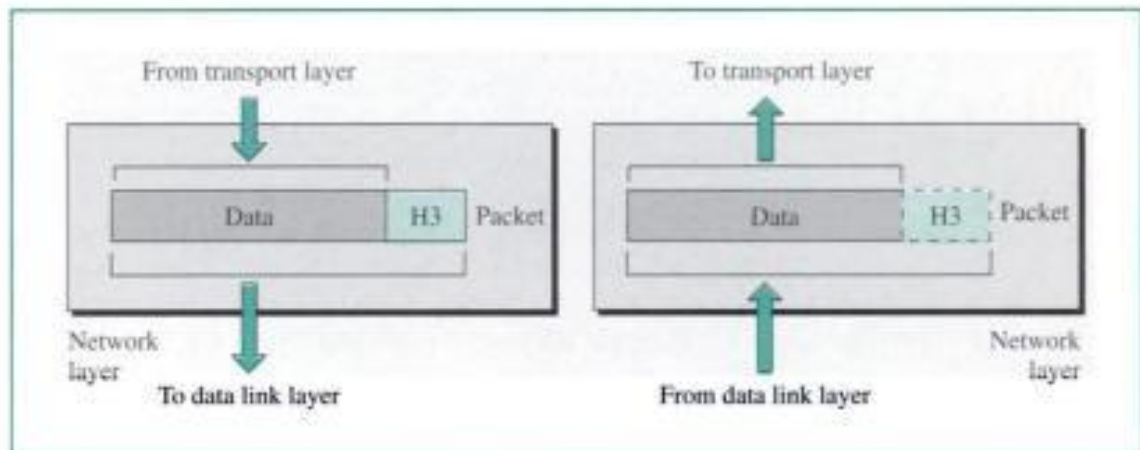 From transport layer
Data
H3
Packet
Network
layer
To data link layer
To transport layer
Data
H3
Packet
Network
layer
From data link layer